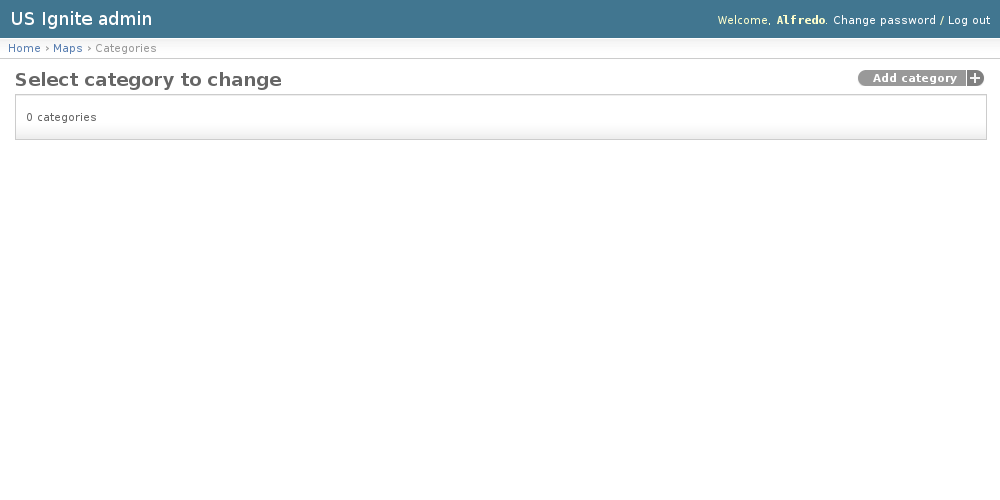 US Ignite admin
Welcome, Alfredo. Change password / Log out
Home › Maps › Categories
Select category to change
Add category +
0 categories